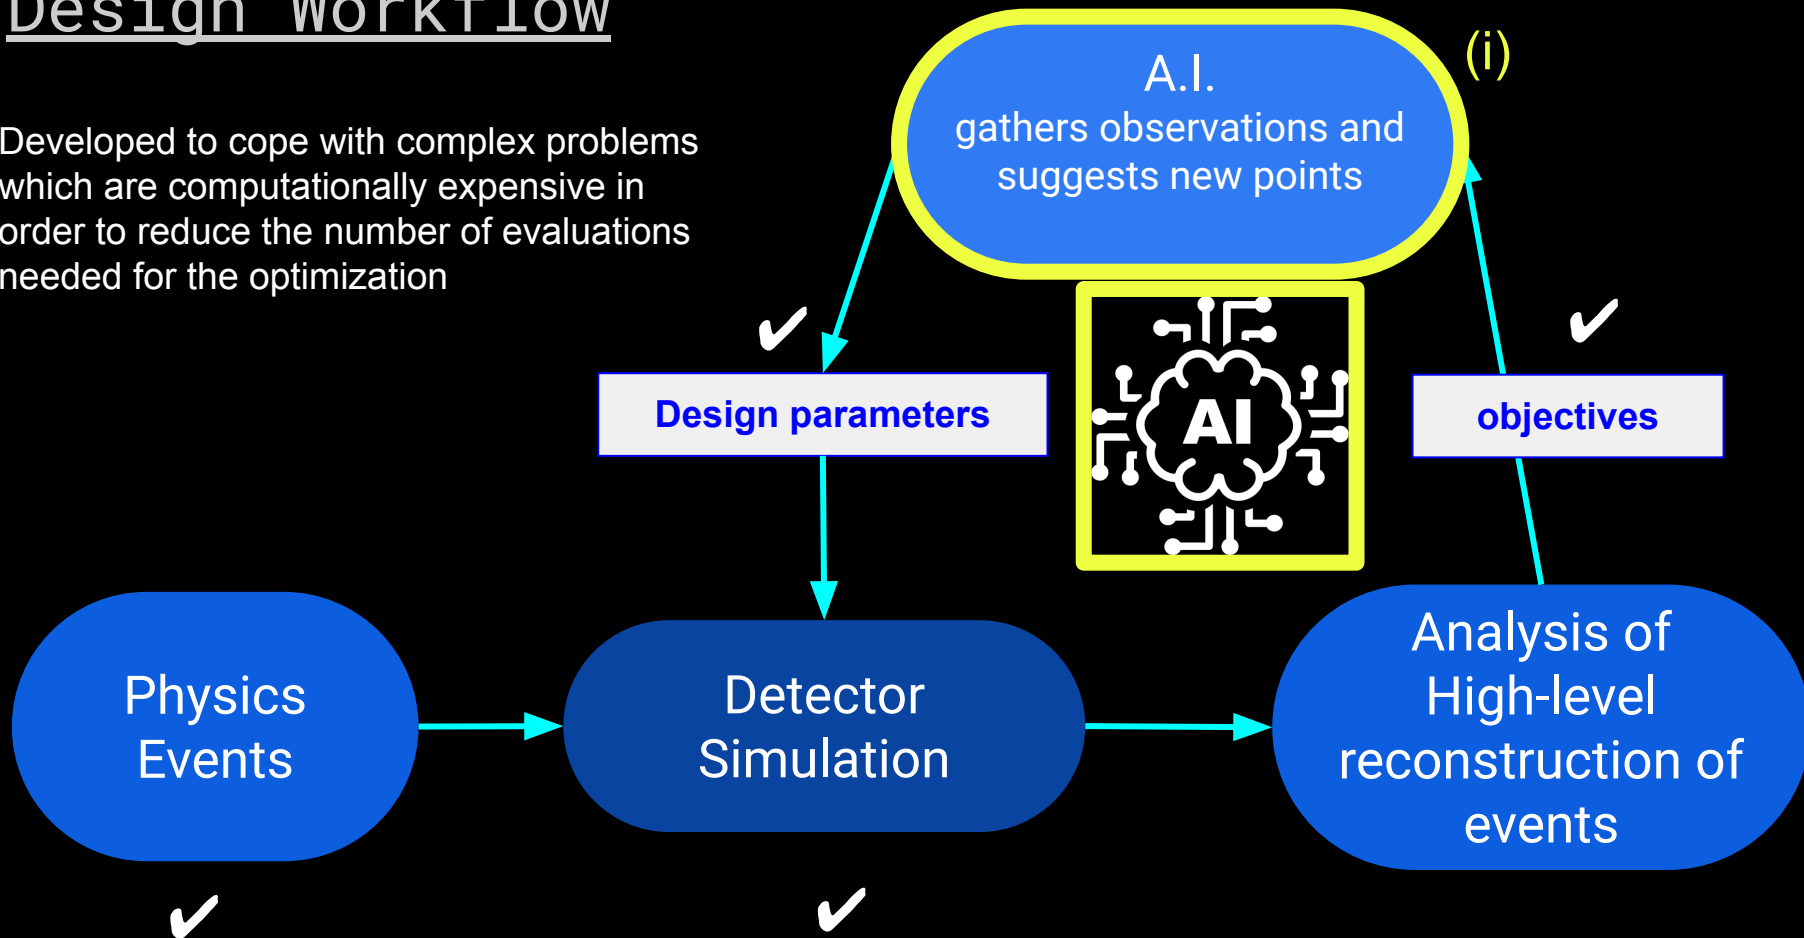 Design Workflow
Developed to cope with complex problems
which are computationally expensive in
order to reduce the number of evaluations
needed for the optimization
A.I.
gathers observations and
suggests new points
(i)
Design parameters
AI
objectives
Physics
Events
Detector
Simulation
Analysis of
High-level
reconstruction of
events